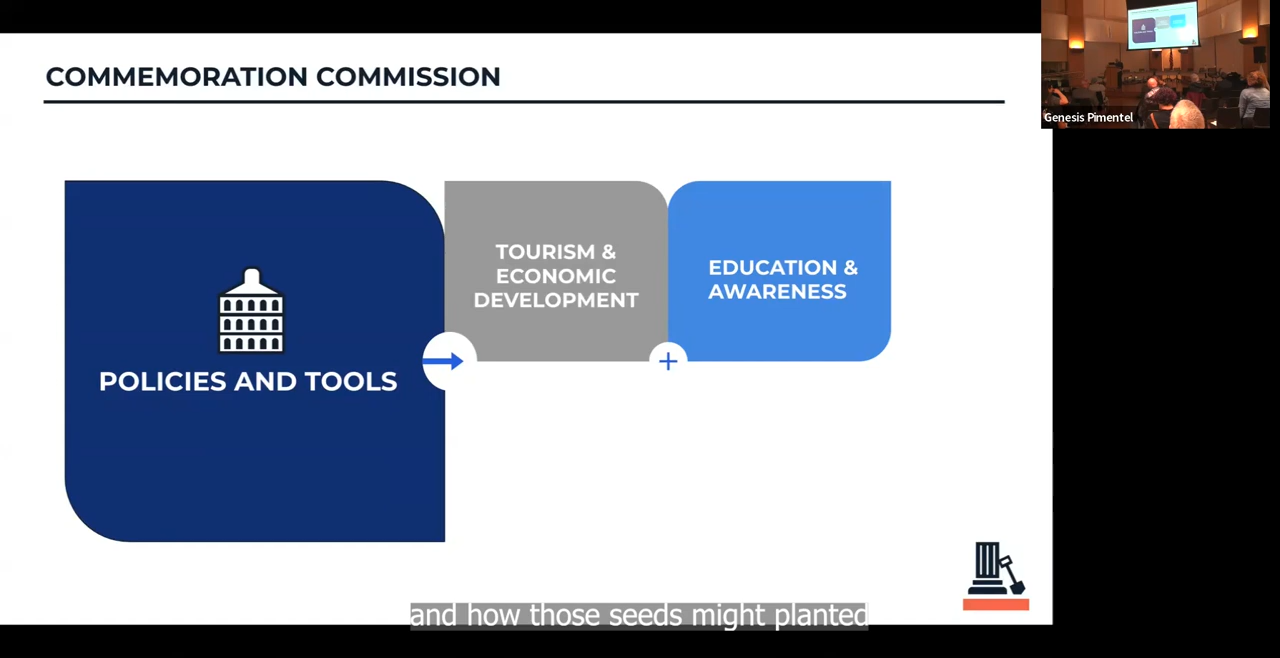 COMMEMORATION COMMISSION
Genesis Pimentel
POLICIES AND TOOLS
TOURISM &
ECONOMIC
DEVELOPMENT
EDUCATION &
AWARENESS
and how those seeds might planted